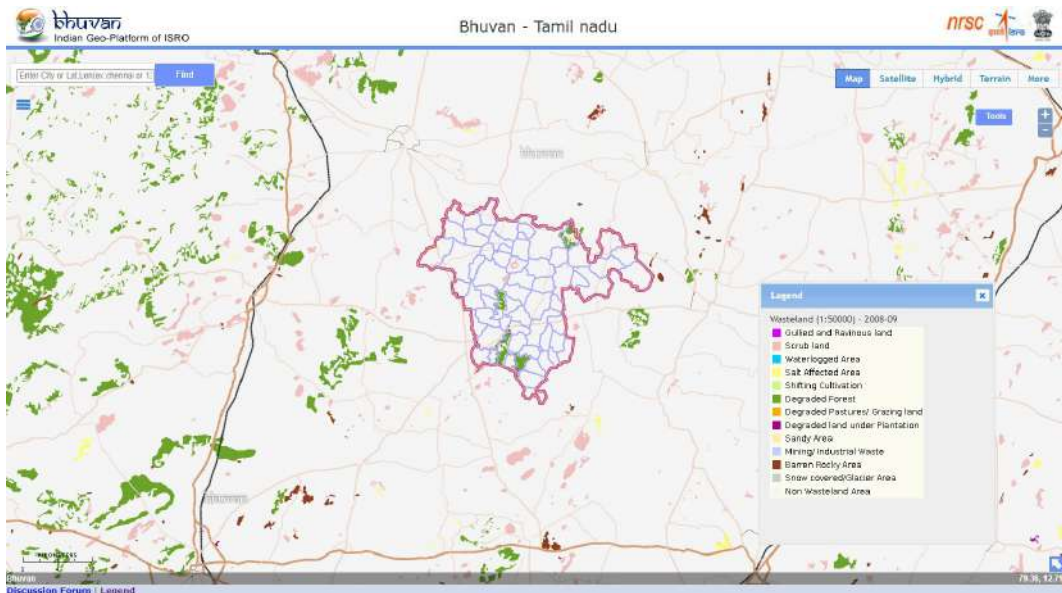 bhuvan
Indian Geo-Platform of ISRO
Bhuvan - Tamil nadu
nrsc
Find
Map Satellite Hybrid Terrain More
Tools
bhuvan
Legend
Wasteland (1:50000) - 2008-09
Gullied and Ravinous land
Scrub land
Waterlogged Area
Salt Affected Area
Shifting Cultivation
Degraded Forest
Degraded Pastures/ Grazing land
Degraded land under Plantation
Sandy Area
Mining/ Industrial Waste
Barren Rocky Area
Snow covered/Glacier Area
Non Wasteland Area
bhuvan
Bhuvan
Discussion Forum | Legend